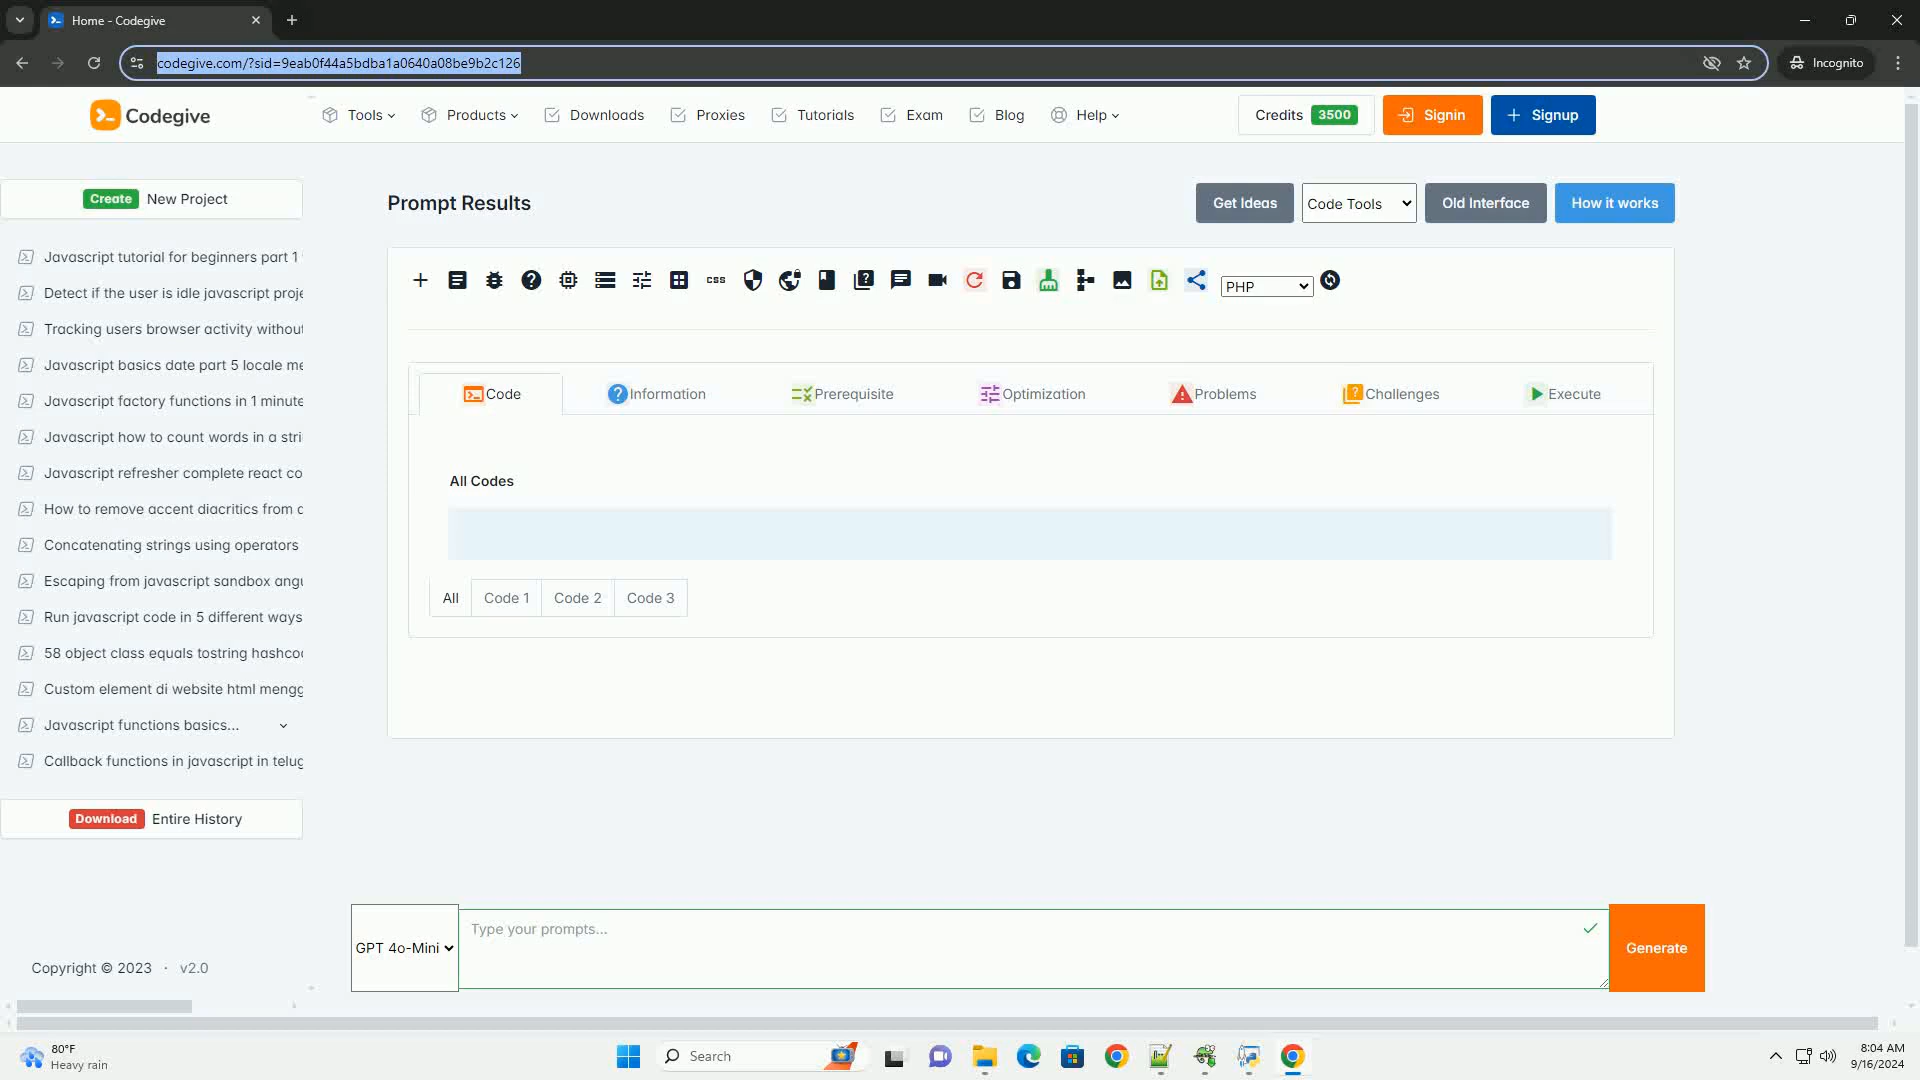 Home - Codegive
codegive.com/?sid=9eab0f44a5bdba1a0640a08be9b2c126
Incognito
Codegive
Tools
Products
Downloads
Proxies
Tutorials
Exam
Blog
Help
Credits 3500
Signin
Signup
Create New Project
Javascript tutorial for beginners part 1
Detect if the user is idle javascript proje
Tracking users browser activity without
Javascript basics date part 5 locale me
Javascript factory functions in 1 minute
Javascript how to count words in a stri
Javascript refresher complete react co
How to remove accent diacritics from a
Concatenating strings using operators
Escaping from javascript sandbox angu
Run javascript code in 5 different ways
58 object class equals tostring hashcod
Custom element di website html mengg
Javascript functions basics...
Callback functions in javascript in telug
Download Entire History
Copyright © 2023 · v2.0
Prompt Results
Get Ideas
Code Tools
Old Interface
How it works
CSS
PHP
Code
Information
Prerequisite
Optimization
Problems
Challenges
Execute
All Codes
All
Code 1
Code 2
Code 3
GPT 4o-Mini
Type your prompts...
Generate
80°F
Heavy rain
Search
8:04 AM
9/16/2024